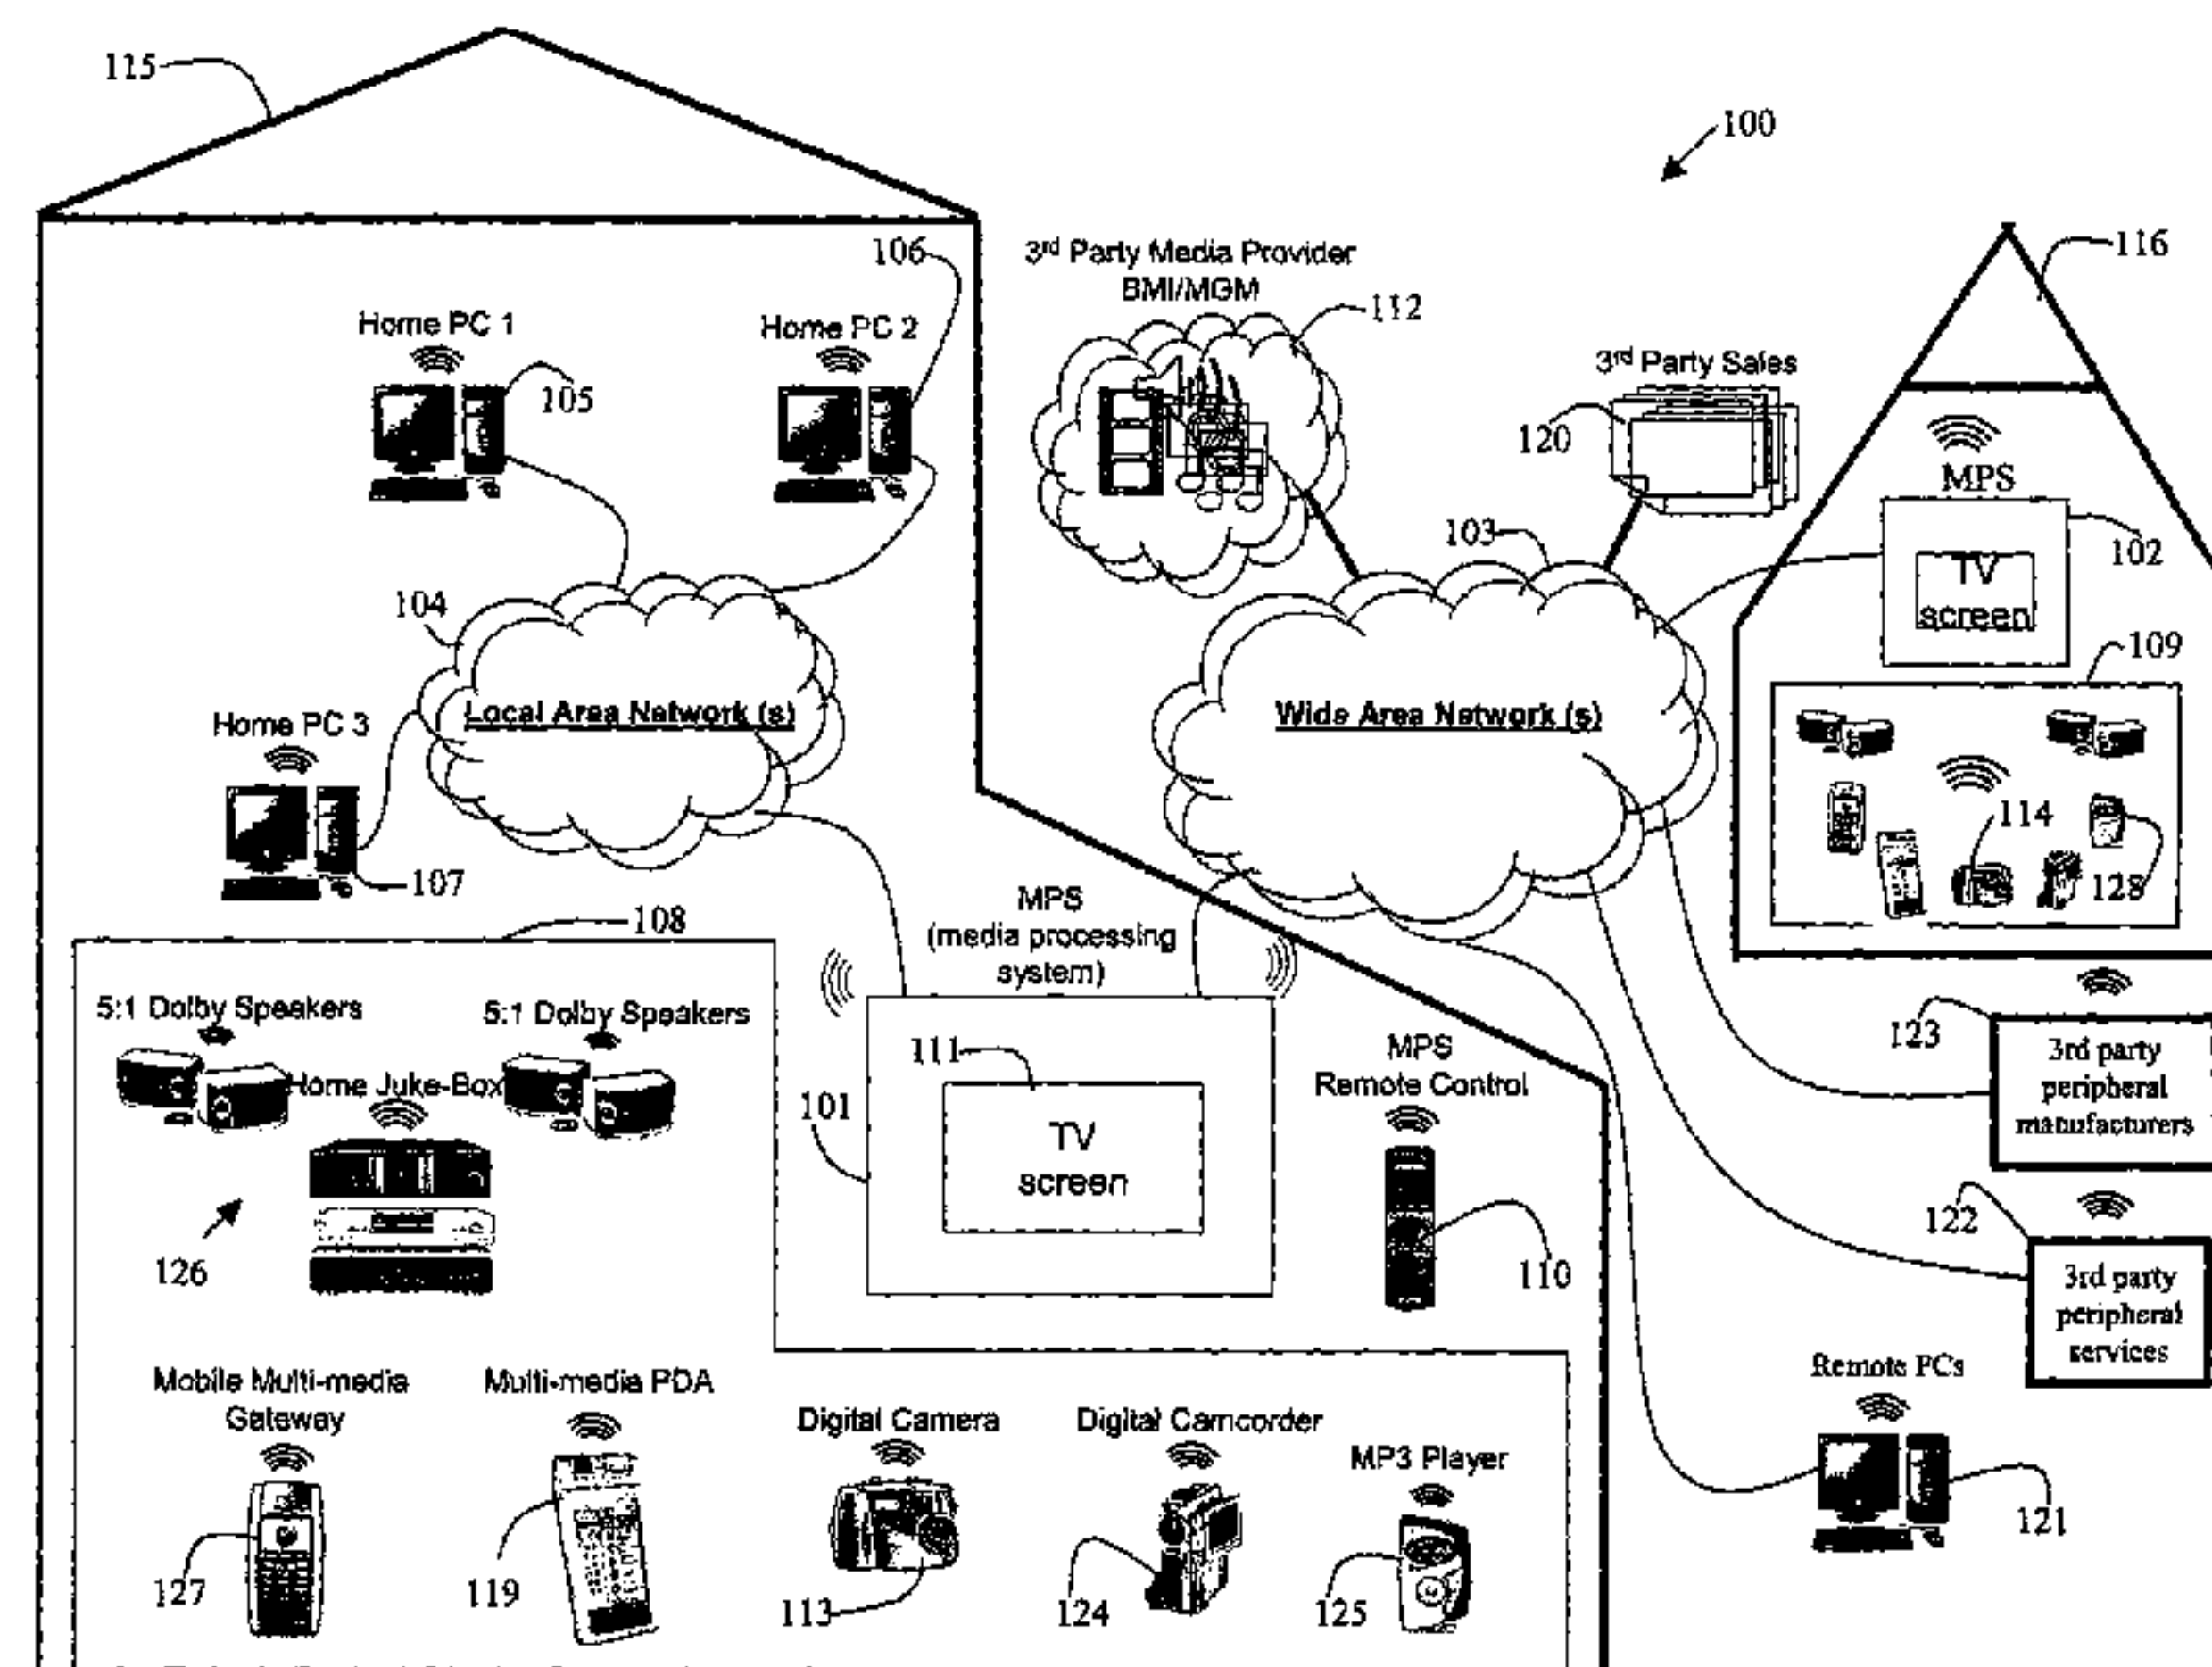 115
100
106
3rd Party Media Provider
BMI/MGM
116
112
Home PC 1
Home PC 2
105
3rd Party Sales
120
MPS
103
102
TV
screen
104
109
Local Area Network (s)
Wide Area Network (s)
Home PC 3
114
107
128
108
MPS
(media processing
system)
5:1 Dolby Speakers
5:1 Dolby Speakers
123
111
MPS
Remote Control
3rd party
peripheral
manufacturers
Home Juke-Box
101
TV
screen
122
126
110
3rd party
peripheral
services
Remote PCs
Mobile Multi-media
Gateway
Multi-media PDA
Digital Camera
Digital Camcorder
MP3 Player
121
127
119
113
124
125